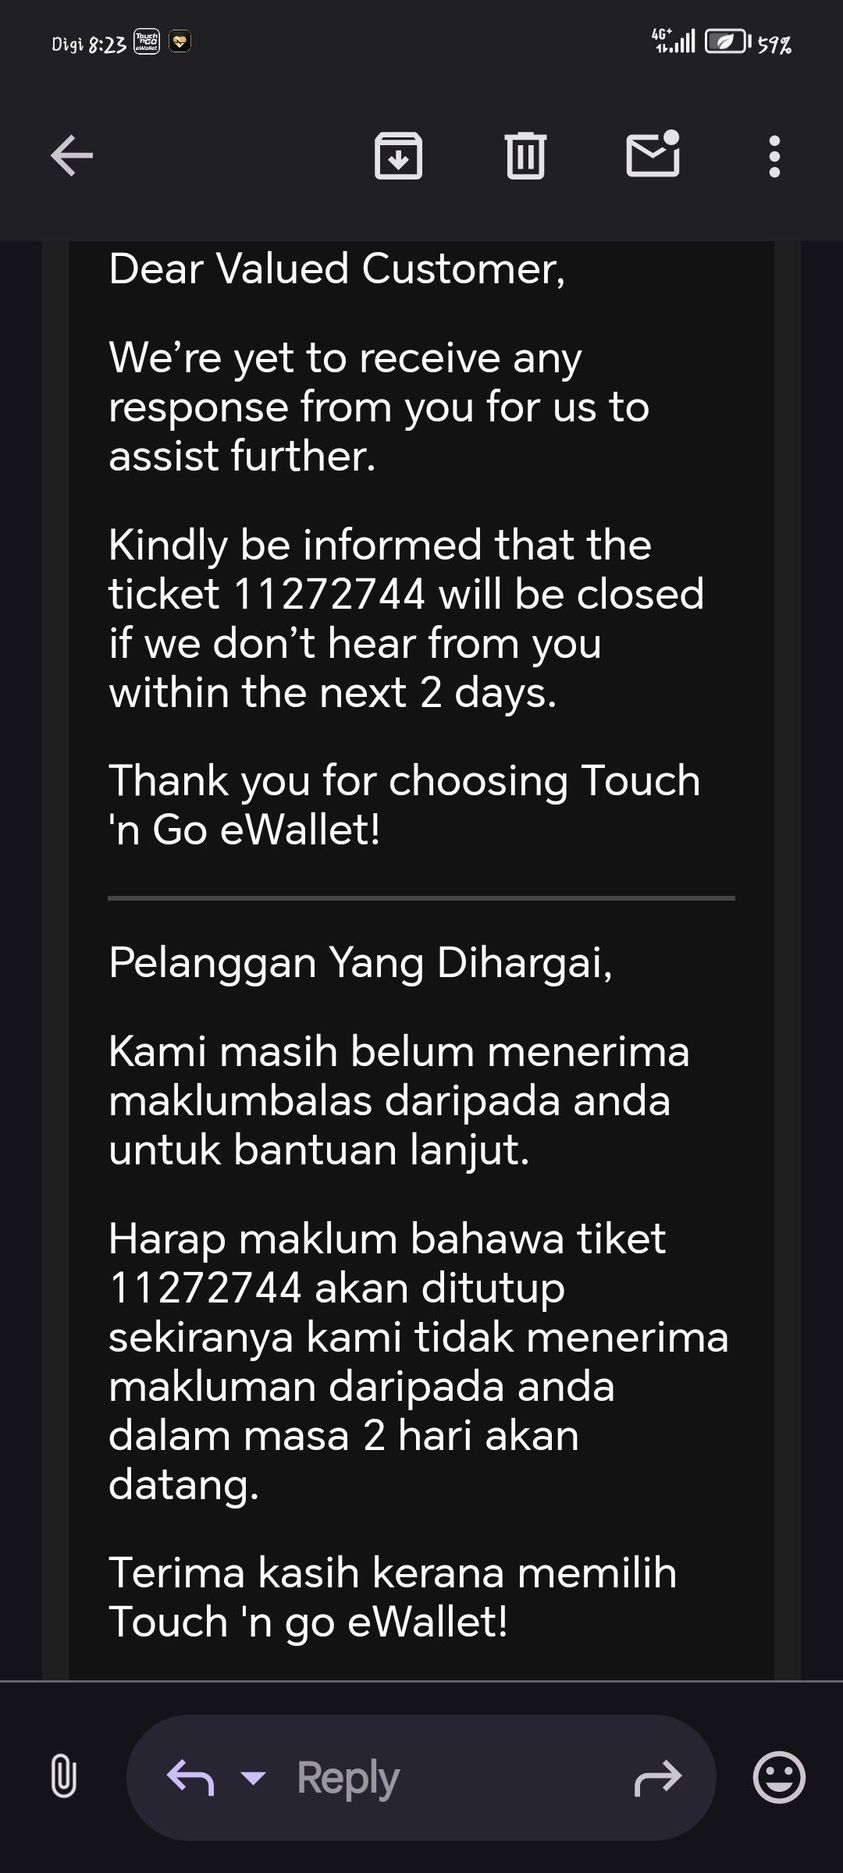 Digi 8:23 Touch 'n GO eWallet 4G+ 59%
Dear Valued Customer,
We’re yet to receive any
response from you for us to
assist further.
Kindly be informed that the
ticket 11272744 will be closed
if we don’t hear from you
within the next 2 days.
Thank you for choosing Touch
'n Go eWallet!
Pelanggan Yang Dihargai,
Kami masih belum menerima
maklumbalas daripada anda
untuk bantuan lanjut.
Harap maklum bahawa tiket
11272744 akan ditutup
sekiranya kami tidak menerima
makluman daripada anda
dalam masa 2 hari akan
datang.
Terima kasih kerana memilih
Touch 'n go eWallet!
Reply